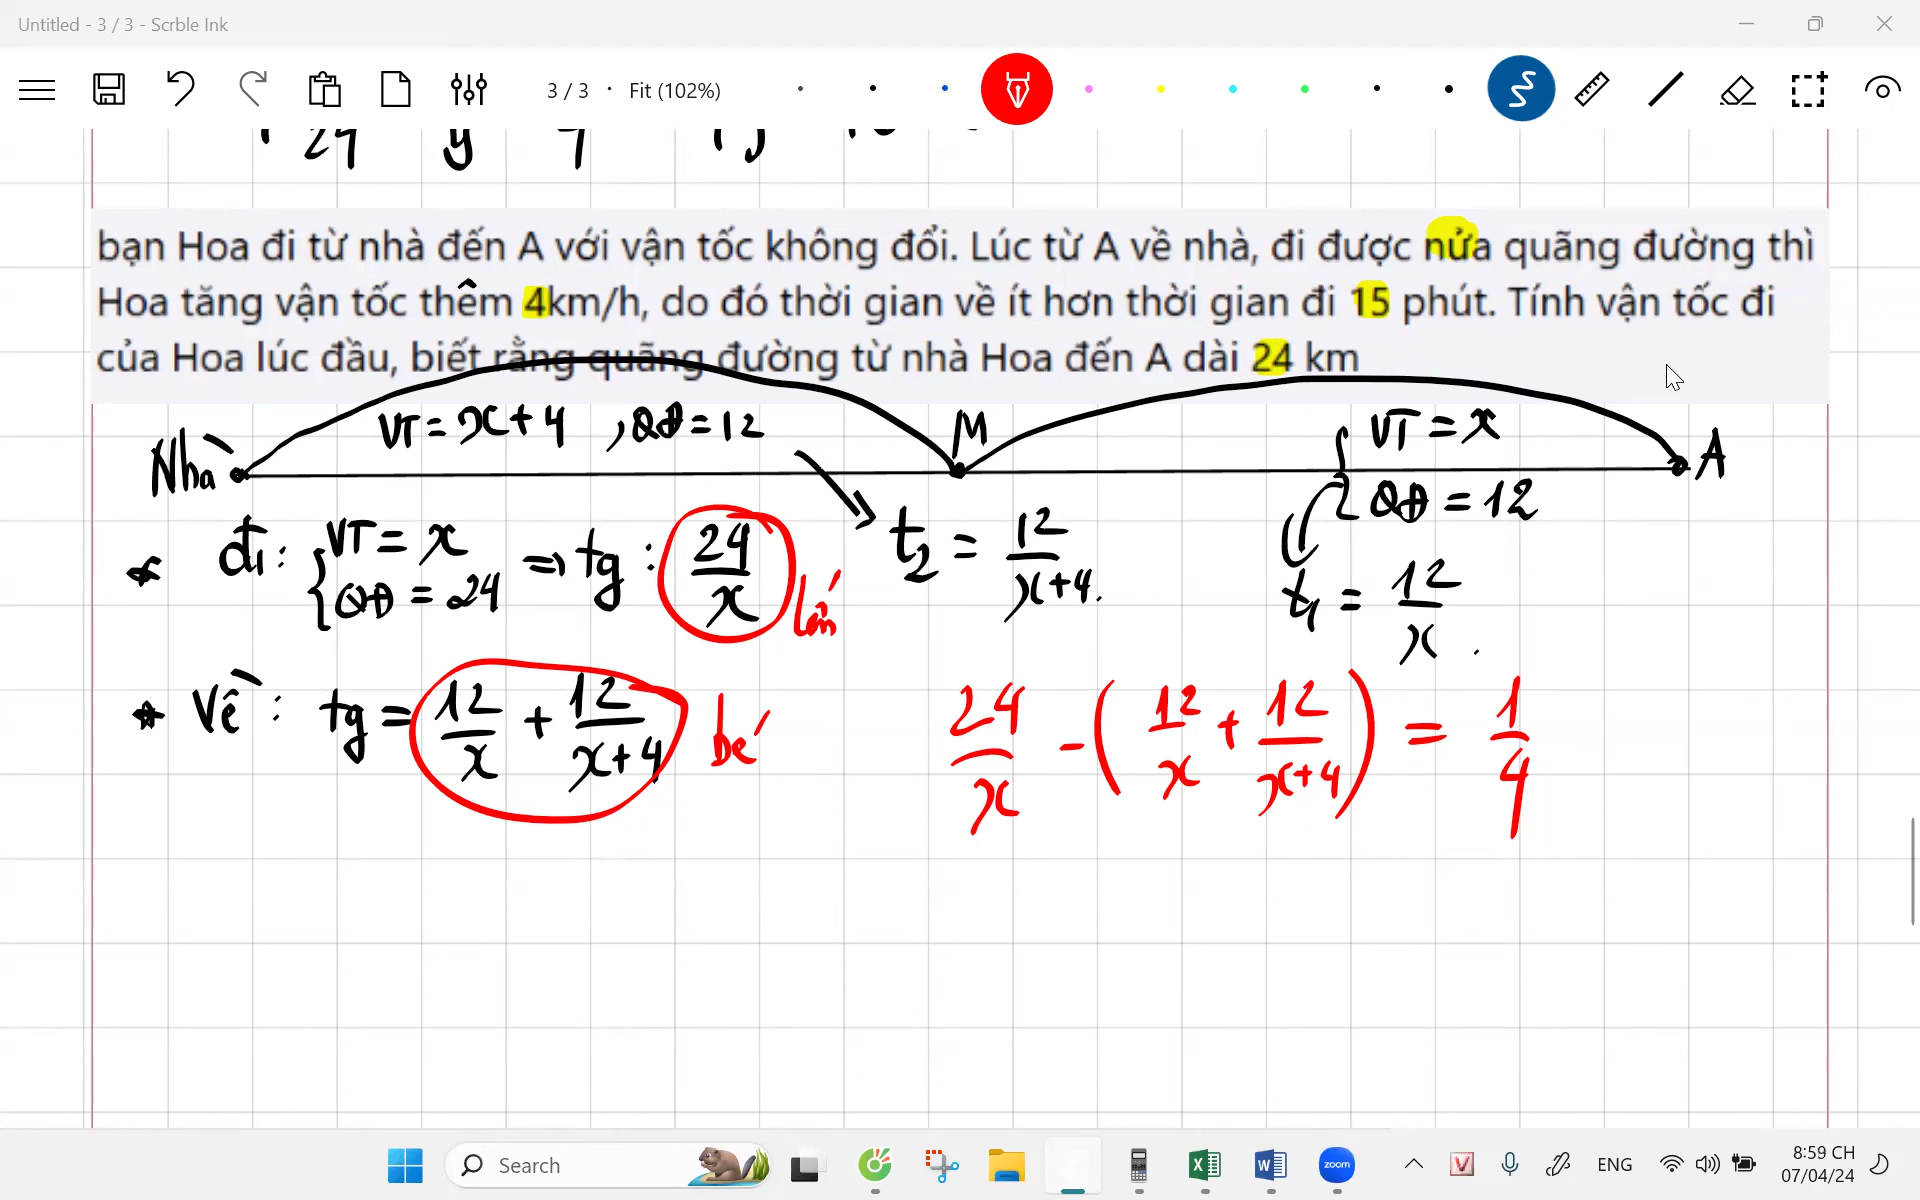 Untitled - 3 / 3 - Scrble Ink
3 / 3 · Fit (102%)
24 y 4
bạn Hoa đi từ nhà đến A với vận tốc không đổi. Lúc từ A về nhà, đi được nửa quãng đường thì
Hoa tăng vận tốc thêm 4km/h, do đó thời gian về ít hơn thời gian đi 15 phút. Tính vận tốc đi
của Hoa lúc đầu, biết rằng quãng đường từ nhà Hoa đến A dài 24 km
VT = x + 4 , QĐ = 12 M VT = x
Nhà A
QĐ = 12
* đi: { VT = x QĐ = 24 => tg : 24/x lớn t2 = 12/x+4 . t1 = 12/x .
* Về : tg = 12/x + 12/x+4 bé 24/x - ( 12/x + 12/x+4 ) = 1/4
Search
zoom
ENG
8:59 CH
07/04/24